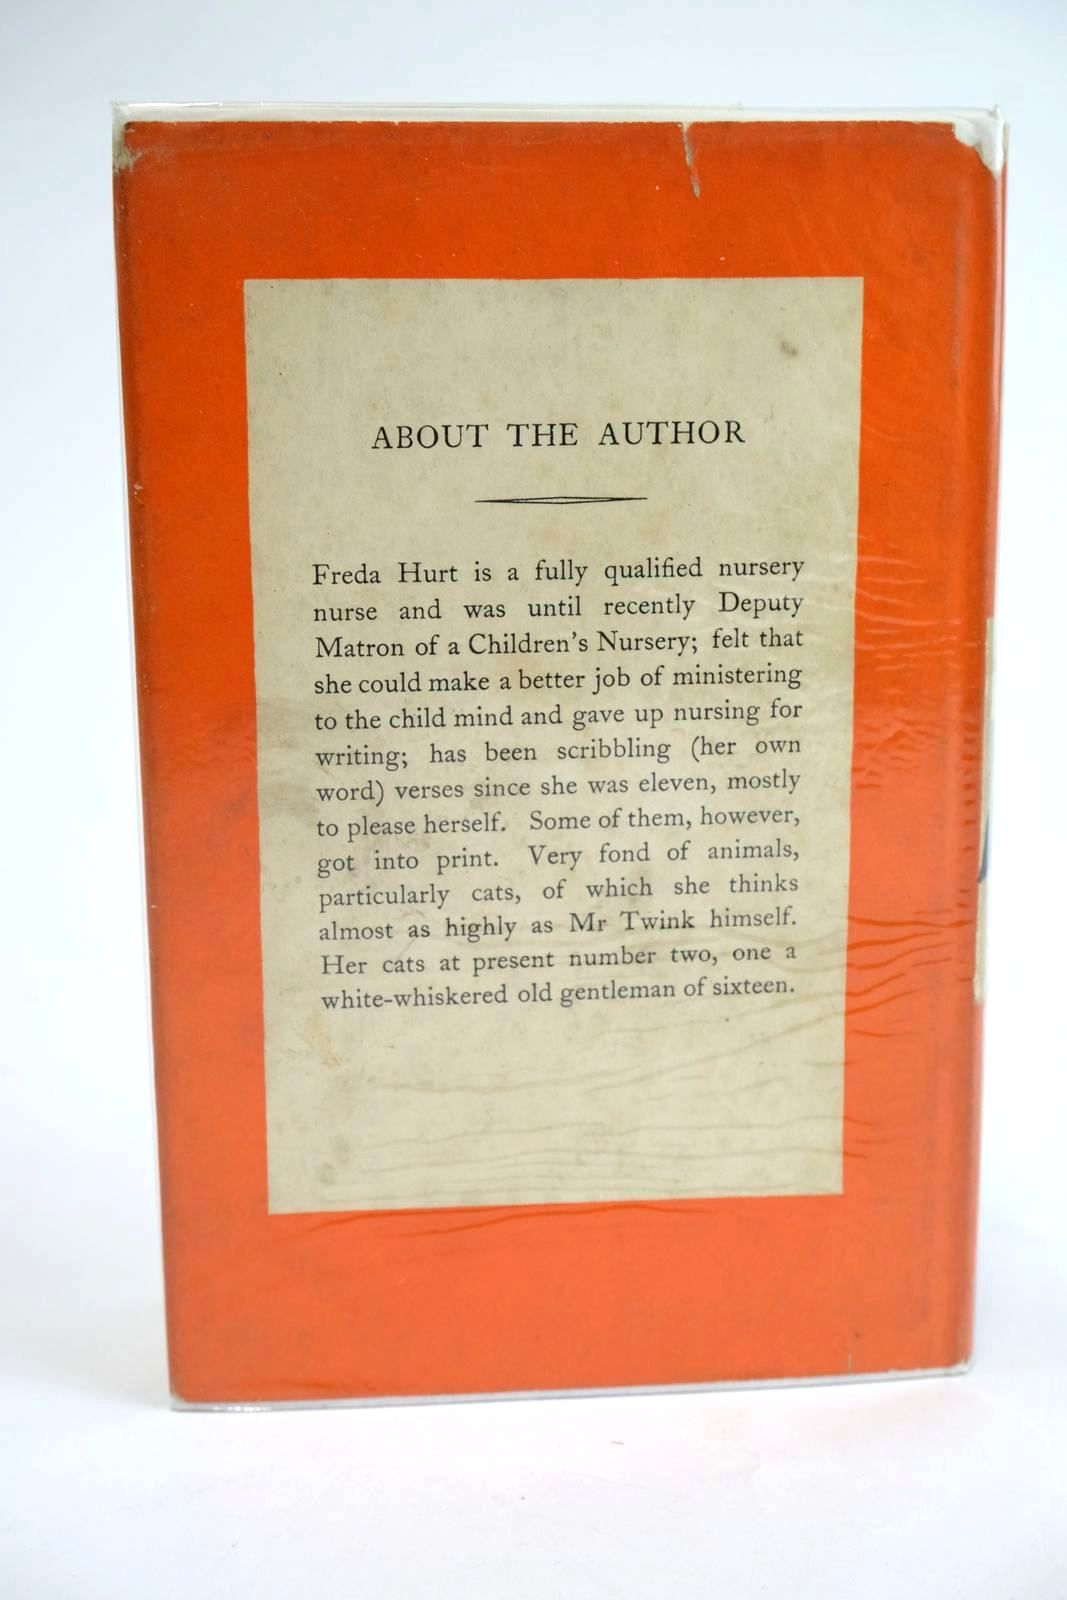 ABOUT THE AUTHOR
Freda Hurt is a fully qualified nursery
nurse and was until recently Deputy
Matron of a Children's Nursery; felt that
she could make a better job of ministering
to the child mind and gave up nursing for
writing; has been scribbling (her own
word) verses since she was eleven, mostly
to please herself. Some of them, however,
got into print. Very fond of animals,
particularly cats, of which she thinks
almost as highly as Mr Twink himself.
Her cats at present number two, one a
white-whiskered old gentleman of sixteen.